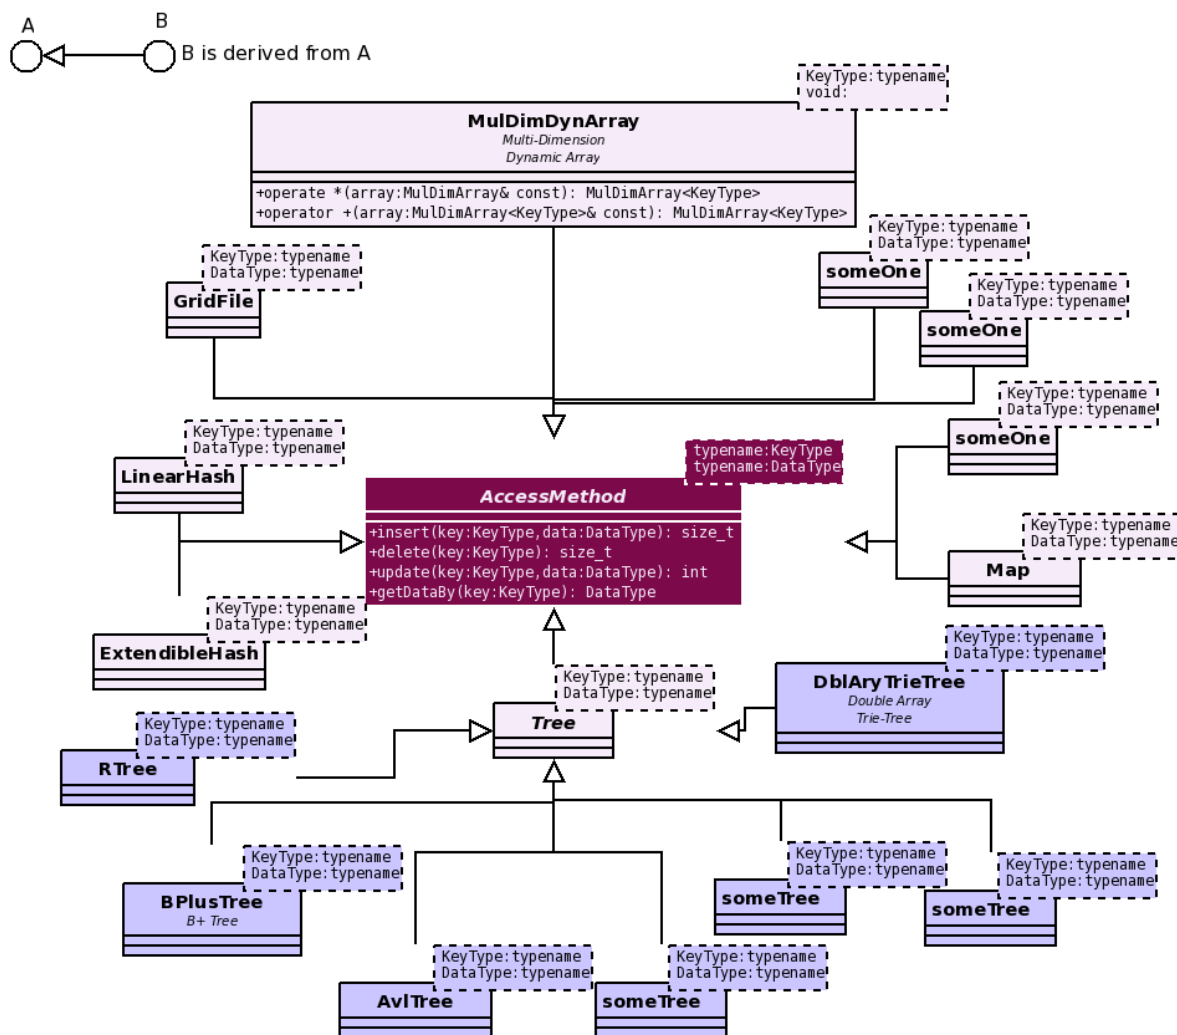 A
B
B is derived from A
KeyType:typename
void:
MulDimDynArray
Multi-Dimension
Dynamic Array
+operate *(array:MulDimArray& const): MulDimArray<KeyType>
+operator +(array:MulDimArray<KeyType>& const): MulDimArray<KeyType>
KeyType:typename
DataType:typename
GridFile
KeyType:typename
DataType:typename
someOne
KeyType:typename
DataType:typename
someOne
KeyType:typename
DataType:typename
someOne
KeyType:typename
DataType:typename
LinearHash
typename:KeyType
typename:DataType
AccessMethod
+insert(key:KeyType,data:DataType): size_t
+delete(key:KeyType): size_t
+update(key:KeyType,data:DataType): int
+getDataBy(key:KeyType): DataType
KeyType:typename
DataType:typename
Map
KeyType:typename
DataType:typename
ExtendibleHash
KeyType:typename
DataType:typename
Tree
KeyType:typename
DataType:typename
DblAryTrieTree
Double Array
Trie-Tree
KeyType:typename
DataType:typename
RTree
KeyType:typename
DataType:typename
BPlusTree
B+ Tree
KeyType:typename
DataType:typename
someTree
KeyType:typename
DataType:typename
someTree
KeyType:typename
DataType:typename
AvlTree
KeyType:typename
DataType:typename
someTree